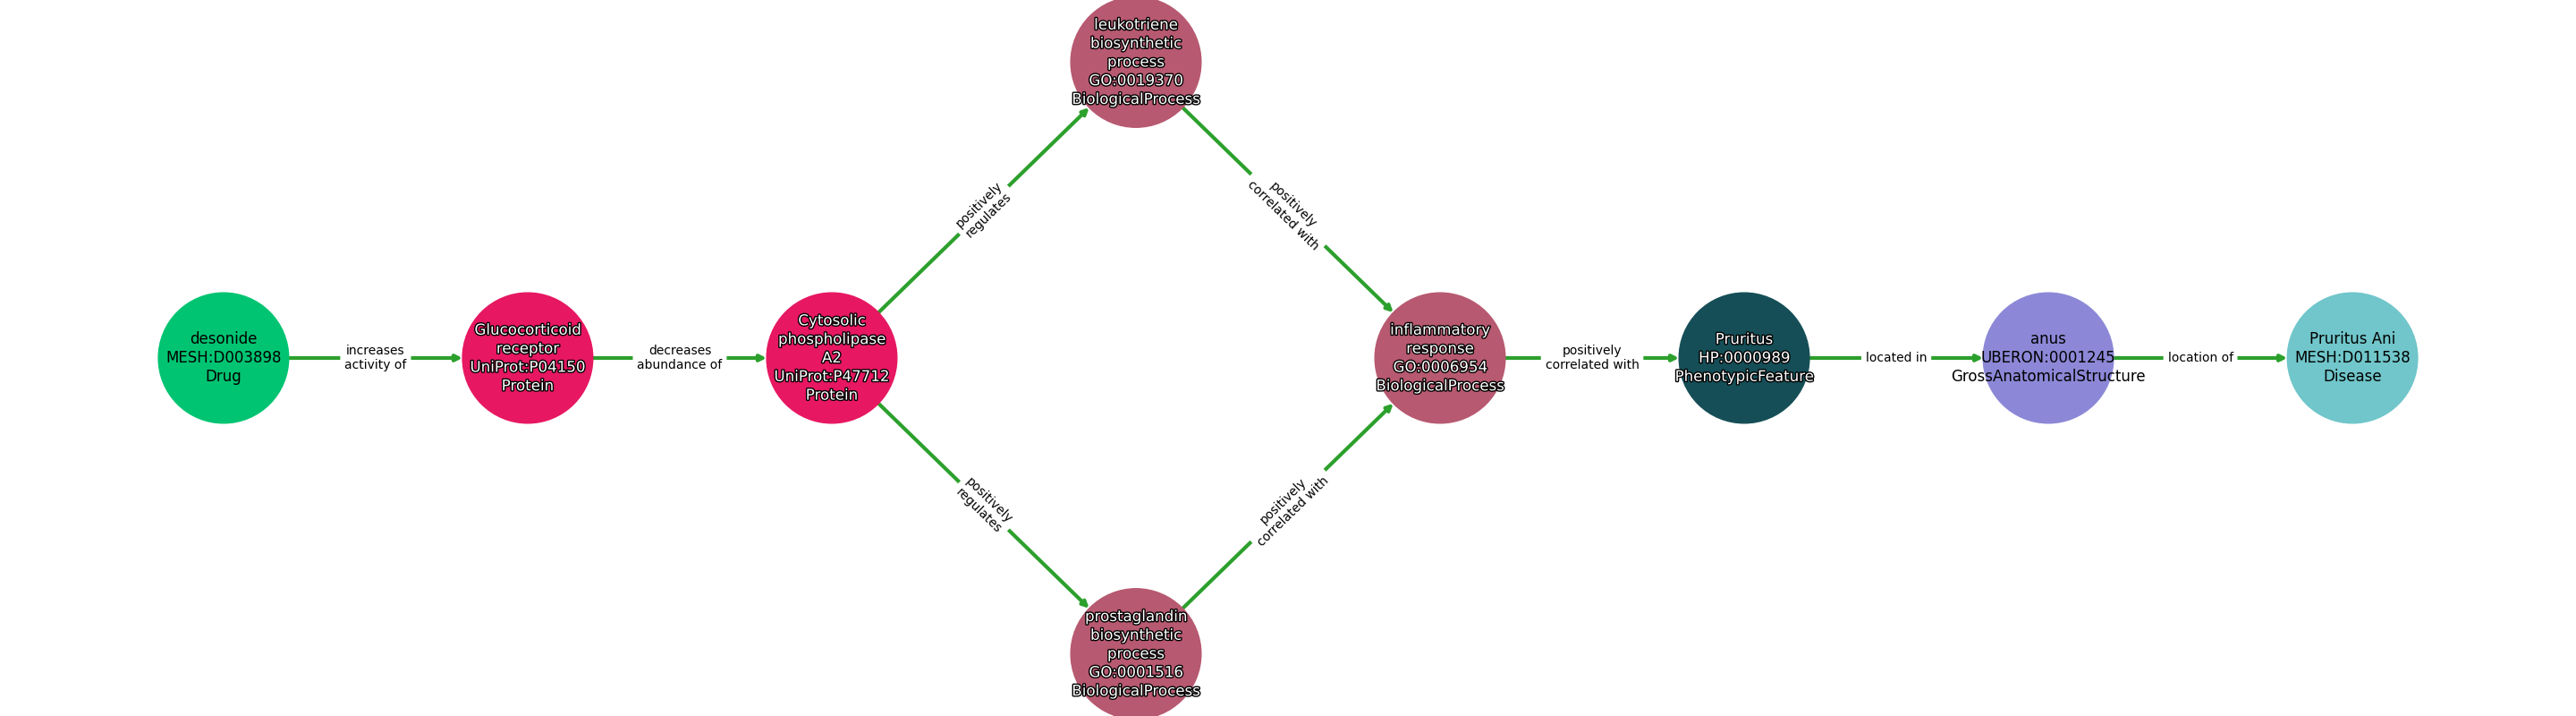 leukotriene
biosynthetic
process
GO:0019370
BiologicalProcess
positively
regulates
positively
correlated with
desonide
MESH:D003898
Drug
increases
activity of
Glucocorticoid
receptor
UniProt:P04150
Protein
decreases
abundance of
Cytosolic
phospholipase
A2
UniProt:P47712
Protein
inflammatory
response
GO:0006954
BiologicalProcess
positively
correlated with
Pruritus
HP:0000989
PhenotypicFeature
located in
anus
UBERON:0001245
GrossAnatomicalStructure
location of
Pruritus Ani
MESH:D011538
Disease
positively
regulates
positively
correlated with
prostaglandin
biosynthetic
process
GO:0001516
BiologicalProcess